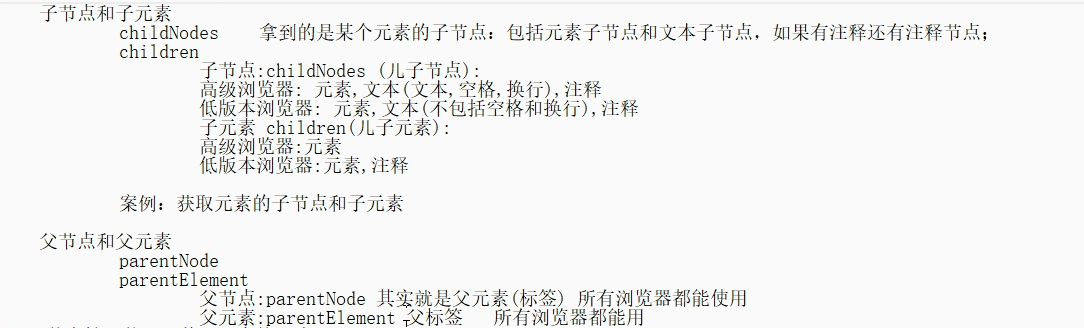 子节点和子元素
childNodes 拿到的是某个元素的子节点：包括元素子节点和文本子节点，如果有注释还有注释节点；
children
子节点:childNodes (儿子节点):
高级浏览器: 元素,文本(文本,空格,换行),注释
低版本浏览器: 元素,文本(不包括空格和换行),注释
子元素 children(儿子元素):
高级浏览器:元素
低版本浏览器:元素,注释
案例：获取元素的子节点和子元素
父节点和父元素
parentNode
parentElement
父节点:parentNode 其实就是父元素(标签) 所有浏览器都能使用
父元素:parentElement 父标签 所有浏览器都能用